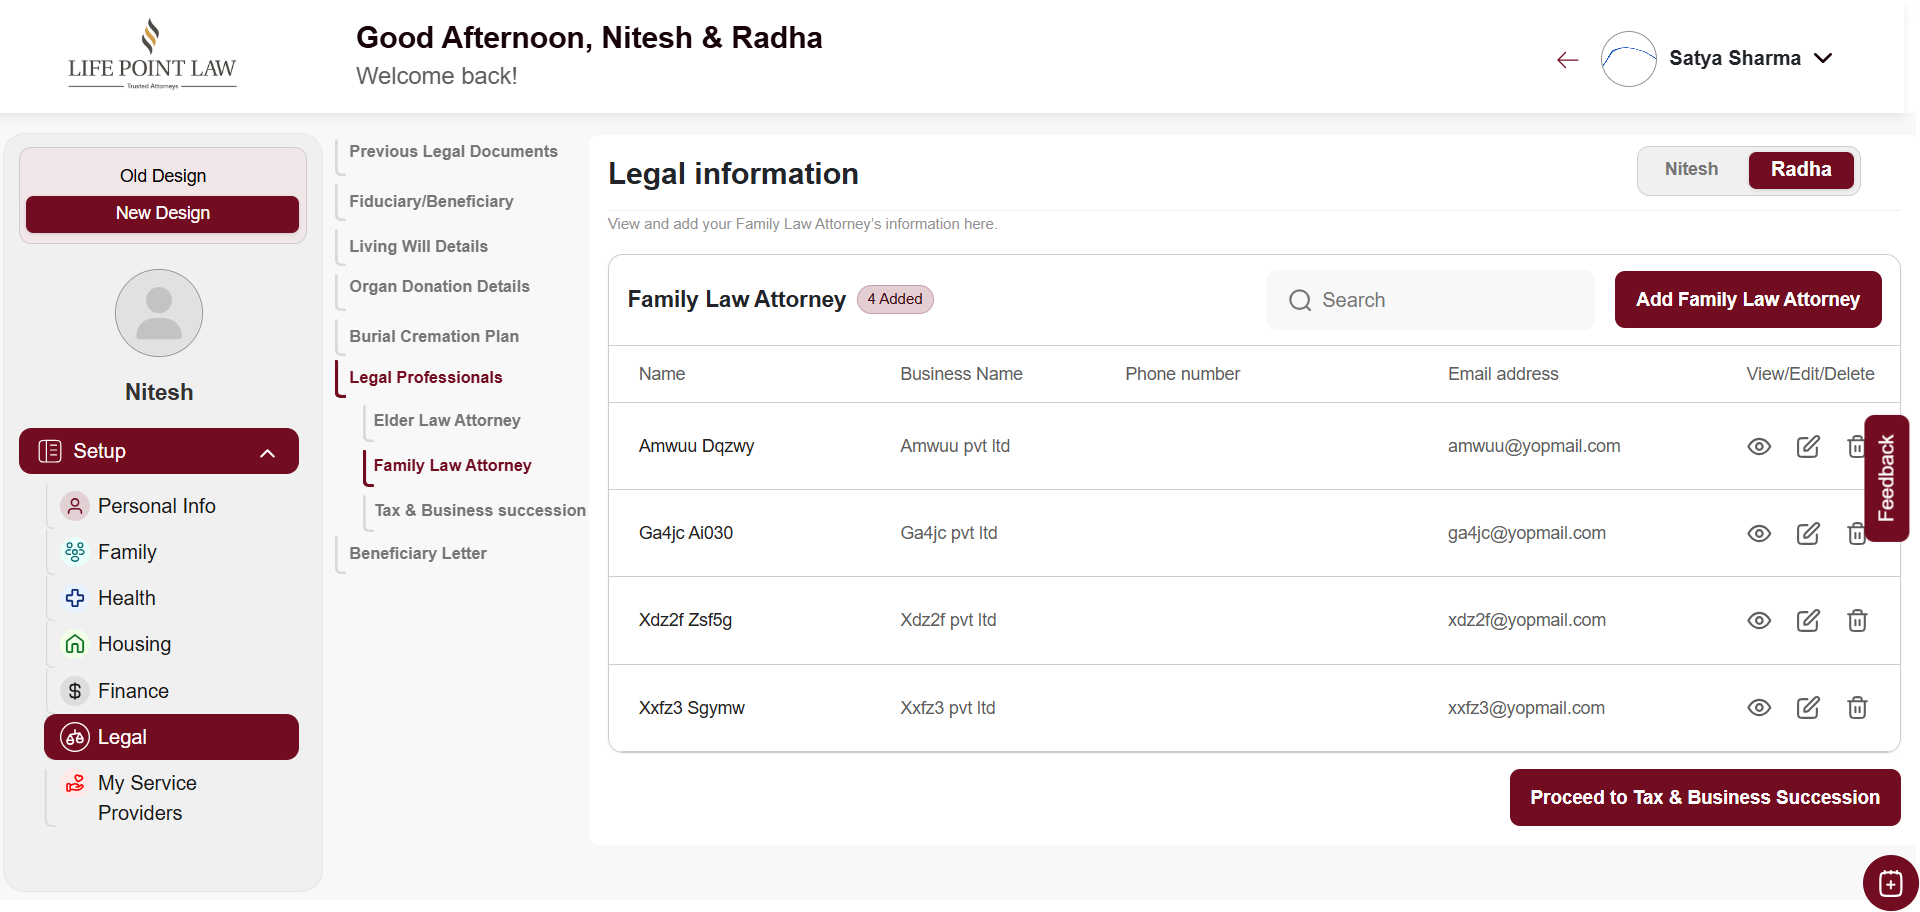 LIFE POINT LAW
Trusted Attorneys
Good Afternoon, Nitesh & Radha
Welcome back!
Satya Sharma
Old Design
New Design
Nitesh
Setup
Personal Info
Family
Health
Housing
Finance
Legal
My Service
Providers
Previous Legal Documents
Fiduciary/Beneficiary
Living Will Details
Organ Donation Details
Burial Cremation Plan
Legal Professionals
Elder Law Attorney
Family Law Attorney
Tax & Business succession
Beneficiary Letter
Legal information
Nitesh Radha
View and add your Family Law Attorney's information here.
Family Law Attorney 4 Added Search Add Family Law Attorney
Name Business Name Phone number Email address View/Edit/Delete
Amwuu Dqzwy Amwuu pvt ltd amwuu@yopmail.com
Ga4jc Ai030 Ga4jc pvt ltd ga4jc@yopmail.com
Xdz2f Zsf5g Xdz2f pvt ltd xdz2f@yopmail.com
Xxfz3 Sgymw Xxfz3 pvt ltd xxfz3@yopmail.com
Feedback
Proceed to Tax & Business Succession